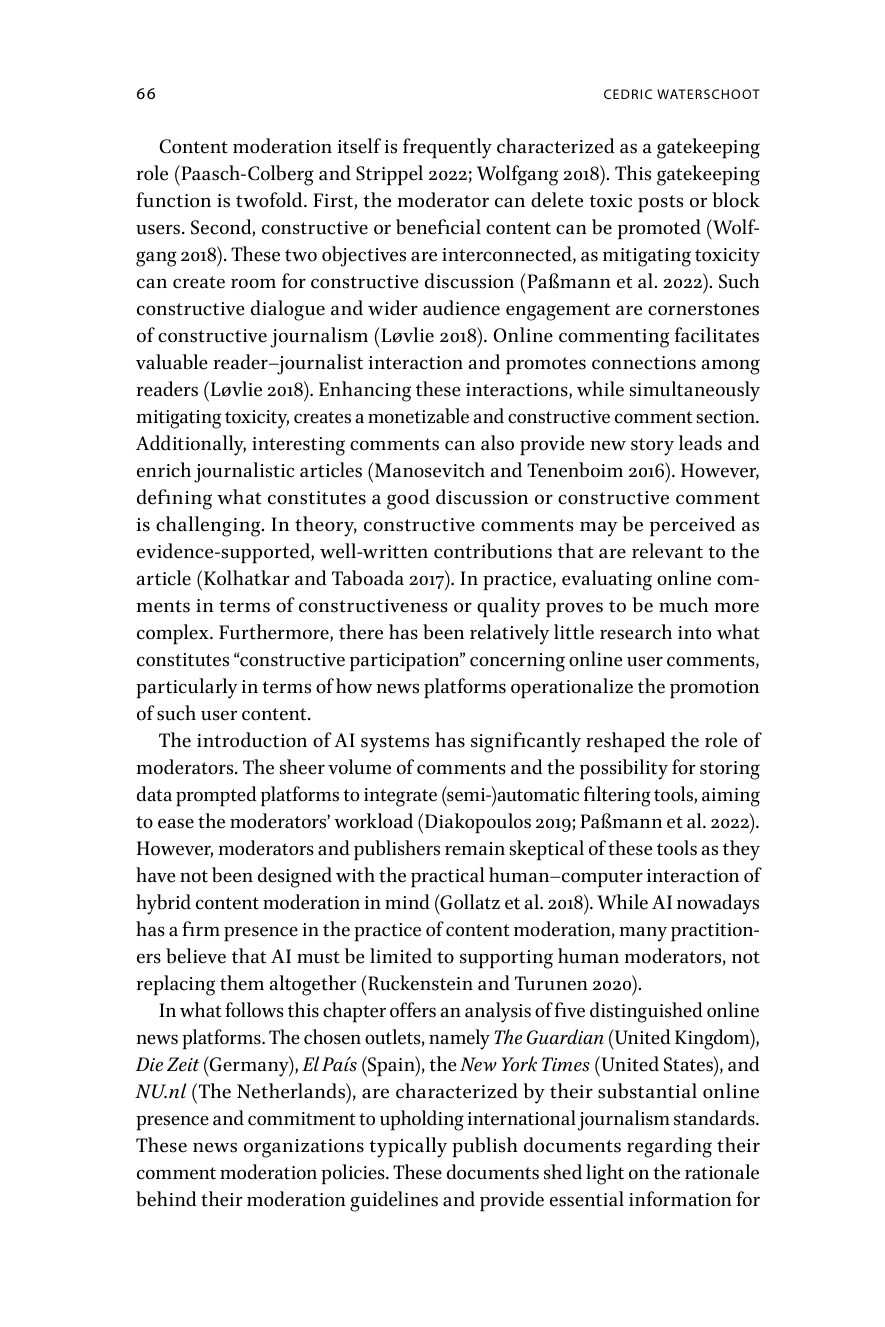 66
CEDRIC WATERSCHOOT
Content moderation itself is frequently characterized as a gatekeeping
role (Paasch-Colberg and Strippel 2022; Wolfgang 2018). This gatekeeping
function is twofold. First, the moderator can delete toxic posts or block
users. Second, constructive or beneficial content can be promoted (Wolf-
gang 2018). These two objectives are interconnected, as mitigating toxicity
can create room for constructive discussion (Paßmann et al. 2022). Such
constructive dialogue and wider audience engagement are cornerstones
of constructive journalism (Løvlie 2018). Online commenting facilitates
valuable reader–journalist interaction and promotes connections among
readers (Løvlie 2018). Enhancing these interactions, while simultaneously
mitigating toxicity, creates a monetizable and constructive comment section.
Additionally, interesting comments can also provide new story leads and
enrich journalistic articles (Manosevitch and Tenenboim 2016). However,
defining what constitutes a good discussion or constructive comment
is challenging. In theory, constructive comments may be perceived as
evidence-supported, well-written contributions that are relevant to the
article (Kolhatkar and Taboada 2017). In practice, evaluating online com-
ments in terms of constructiveness or quality proves to be much more
complex. Furthermore, there has been relatively little research into what
constitutes “constructive participation” concerning online user comments,
particularly in terms of how news platforms operationalize the promotion
of such user content.
The introduction of AI systems has significantly reshaped the role of
moderators. The sheer volume of comments and the possibility for storing
data prompted platforms to integrate (semi-)automatic filtering tools, aiming
to ease the moderators’ workload (Diakopoulos 2019; Paßmann et al. 2022).
However, moderators and publishers remain skeptical of these tools as they
have not been designed with the practical human–computer interaction of
hybrid content moderation in mind (Gollatz et al. 2018). While AI nowadays
has a firm presence in the practice of content moderation, many practition-
ers believe that AI must be limited to supporting human moderators, not
replacing them altogether (Ruckenstein and Turunen 2020).
In what follows this chapter offers an analysis of five distinguished online
news platforms. The chosen outlets, namely The Guardian (United Kingdom),
Die Zeit (Germany), El País (Spain), the New York Times (United States), and
NU.nl (The Netherlands), are characterized by their substantial online
presence and commitment to upholding international journalism standards.
These news organizations typically publish documents regarding their
comment moderation policies. These documents shed light on the rationale
behind their moderation guidelines and provide essential information for